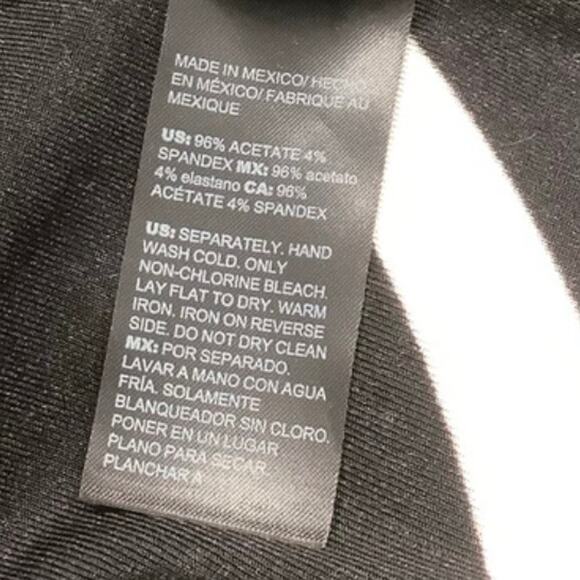 MADE IN MEXICO/ HECHO
EN MÉXICO/ FABRIQUE AU
MEXIQUE
US: 96% ACETATE 4%
SPANDEX MX: 96% acetato
4% elastano CA: 96%
ACÉTATE 4% SPANDEX
US: SEPARATELY. HAND
WASH COLD. ONLY
NON-CHLORINE BLEACH.
LAY FLAT TO DRY. WARM
IRON. IRON ON REVERSE
SIDE. DO NOT DRY CLEAN
MX: POR SEPARADO.
LAVAR A MANO CON AGUA
FRÍA. SOLAMENTE
BLANQUEADOR SIN CLORO.
PONER EN UN LUGAR
PLANO PARA SECAR.
PLANCHAR A